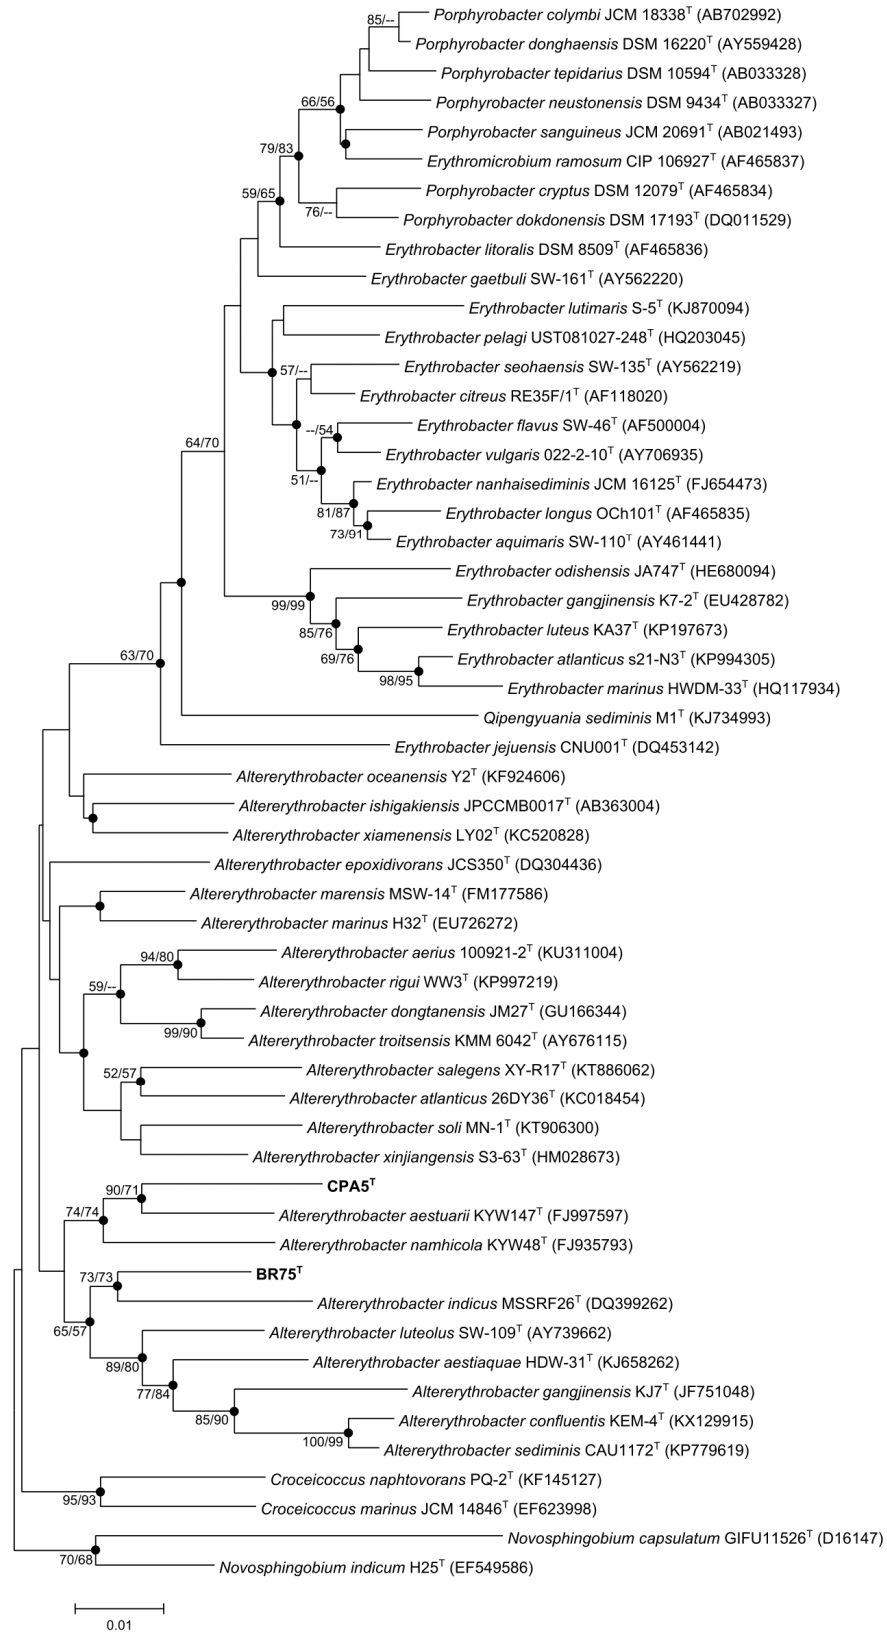 85/--
Porphyrobacter colymbi JCM 18338ᵀ (AB702992)
Porphyrobacter donghaensis DSM 16220ᵀ (AY559428)
Porphyrobacter tepidarius DSM 10594ᵀ (AB033328)
Porphyrobacter neustonensis DSM 9434ᵀ (AB033327)
66/56
Porphyrobacter sanguineus JCM 20691ᵀ (AB021493)
79/83
Erythromicrobium ramosum CIP 106927ᵀ (AF465837)
59/65
Porphyrobacter cryptus DSM 12079ᵀ (AF465834)
76/--
Porphyrobacter dokdonensis DSM 17193ᵀ (DQ011529)
Erythrobacter litoralis DSM 8509ᵀ (AF465836)
Erythrobacter gaetbuli SW-161ᵀ (AY562220)
Erythrobacter lutimaris S-5ᵀ (KJ870094)
Erythrobacter pelagi UST081027-248ᵀ (HQ203045)
57/--
Erythrobacter seohaensis SW-135ᵀ (AY562219)
Erythrobacter citreus RE35F/1ᵀ (AF118020)
--/54
Erythrobacter flavus SW-46ᵀ (AF500004)
64/70
Erythrobacter vulgaris 022-2-10ᵀ (AY706935)
51/--
Erythrobacter nanhaisediminis JCM 16125ᵀ (FJ654473)
81/87
Erythrobacter longus OCh101ᵀ (AF465835)
73/91
Erythrobacter aquimaris SW-110ᵀ (AY461441)
Erythrobacter odishensis JA747ᵀ (HE680094)
99/99
Erythrobacter gangjinensis K7-2ᵀ (EU428782)
85/76
Erythrobacter luteus KA37ᵀ (KP197673)
69/76
63/70
Erythrobacter atlanticus s21-N3ᵀ (KP994305)
98/95
Erythrobacter marinus HWDM-33ᵀ (HQ117934)
Qipengyuania sediminis M1ᵀ (KJ734993)
Erythrobacter jejuensis CNU001ᵀ (DQ453142)
Altererythrobacter oceanensis Y2ᵀ (KF924606)
Altererythrobacter ishigakiensis JPCCMB0017ᵀ (AB363004)
Altererythrobacter xiamenensis LY02ᵀ (KC520828)
Altererythrobacter epoxidivorans JCS350ᵀ (DQ304436)
Altererythrobacter marensis MSW-14ᵀ (FM177586)
Altererythrobacter marinus H32ᵀ (EU726272)
94/80
Altererythrobacter aerius 100921-2ᵀ (KU311004)
Altererythrobacter rigui WW3ᵀ (KP997219)
59/--
Altererythrobacter dongtanensis JM27ᵀ (GU166344)
99/90
Altererythrobacter troitsensis KMM 6042ᵀ (AY676115)
52/57
Altererythrobacter salegens XY-R17ᵀ (KT886062)
Altererythrobacter atlanticus 26DY36ᵀ (KC018454)
Altererythrobacter soli MN-1ᵀ (KT906300)
Altererythrobacter xinjiangensis S3-63ᵀ (HM028673)
90/71
CPA5ᵀ
74/74
Altererythrobacter aestuarii KYW147ᵀ (FJ997597)
Altererythrobacter namhicola KYW48ᵀ (FJ935793)
73/73
BR75ᵀ
Altererythrobacter indicus MSSRF26ᵀ (DQ399262)
65/57
Altererythrobacter luteolus SW-109ᵀ (AY739662)
89/80
Altererythrobacter aestiaquae HDW-31ᵀ (KJ658262)
77/84
Altererythrobacter gangjinensis KJ7ᵀ (JF751048)
85/90
Altererythrobacter confluentis KEM-4ᵀ (KX129915)
100/99
Altererythrobacter sediminis CAU1172ᵀ (KP779619)
Croceicoccus naphtovorans PQ-2ᵀ (KF145127)
95/93
Croceicoccus marinus JCM 14846ᵀ (EF623998)
Novosphingobium capsulatum GIFU11526ᵀ (D16147)
70/68
Novosphingobium indicum H25ᵀ (EF549586)
0.01